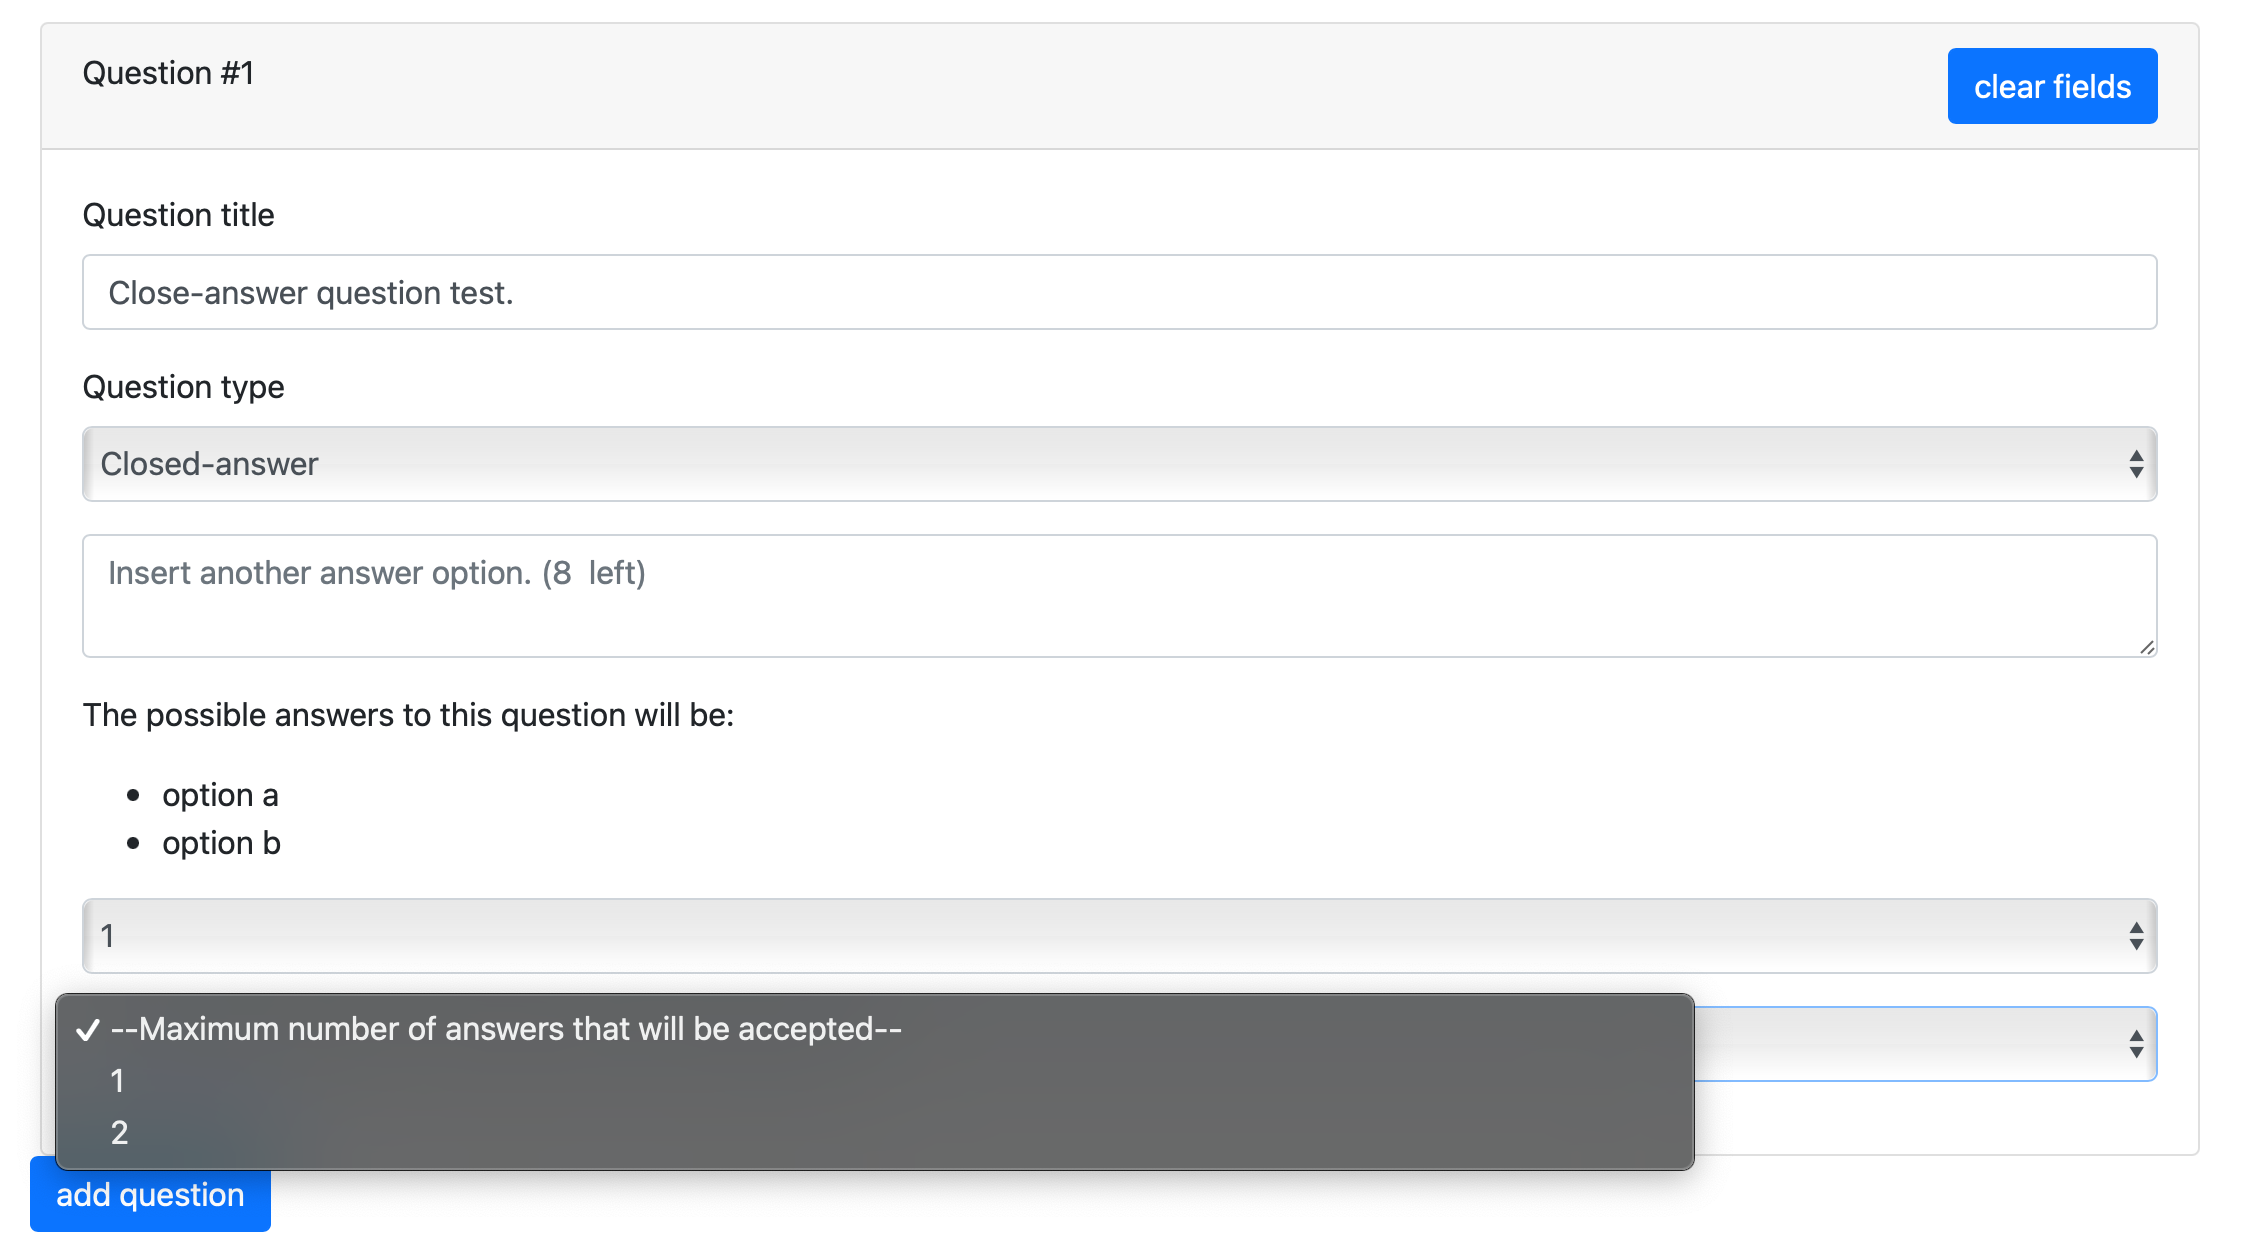 Question #1
clear fields
Question title
Close-answer question test.
Question type
Closed-answer
Insert another answer option. (8  left)
The possible answers to this question will be:
option a
option b
1
--Maximum number of answers that will be accepted--
1
2
add question